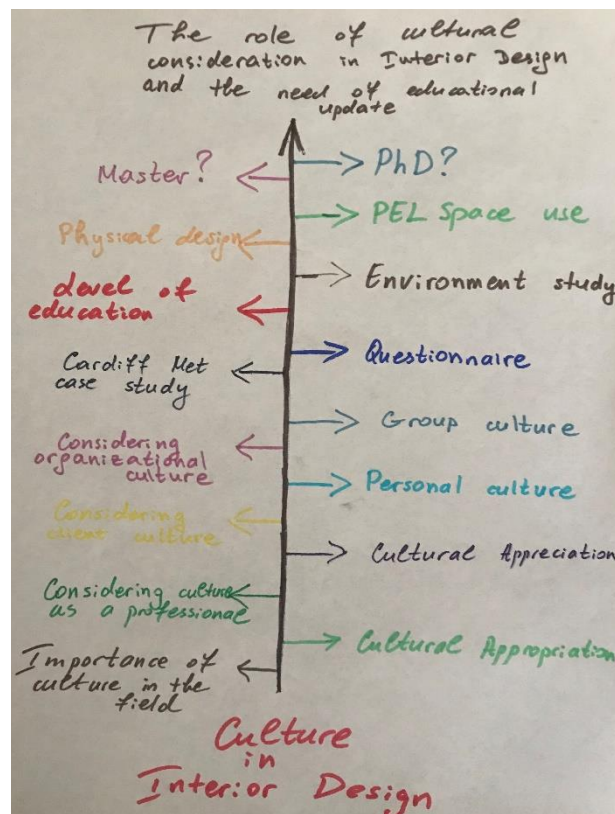 The role of cultural
consideration in Interior Design
and the need of educational
update
Master?
PhD?
PEL Space use
Physical design
Environment study
Level of
education
Questionnaire
Cardiff Met
case study
Group culture
Considering
organizational
culture
Personal culture
Considering
client culture
Cultural Appreciation
Considering culture
as a professional
Cultural Appropriation
Importance of
culture in the
field
Culture
in
Interior Design